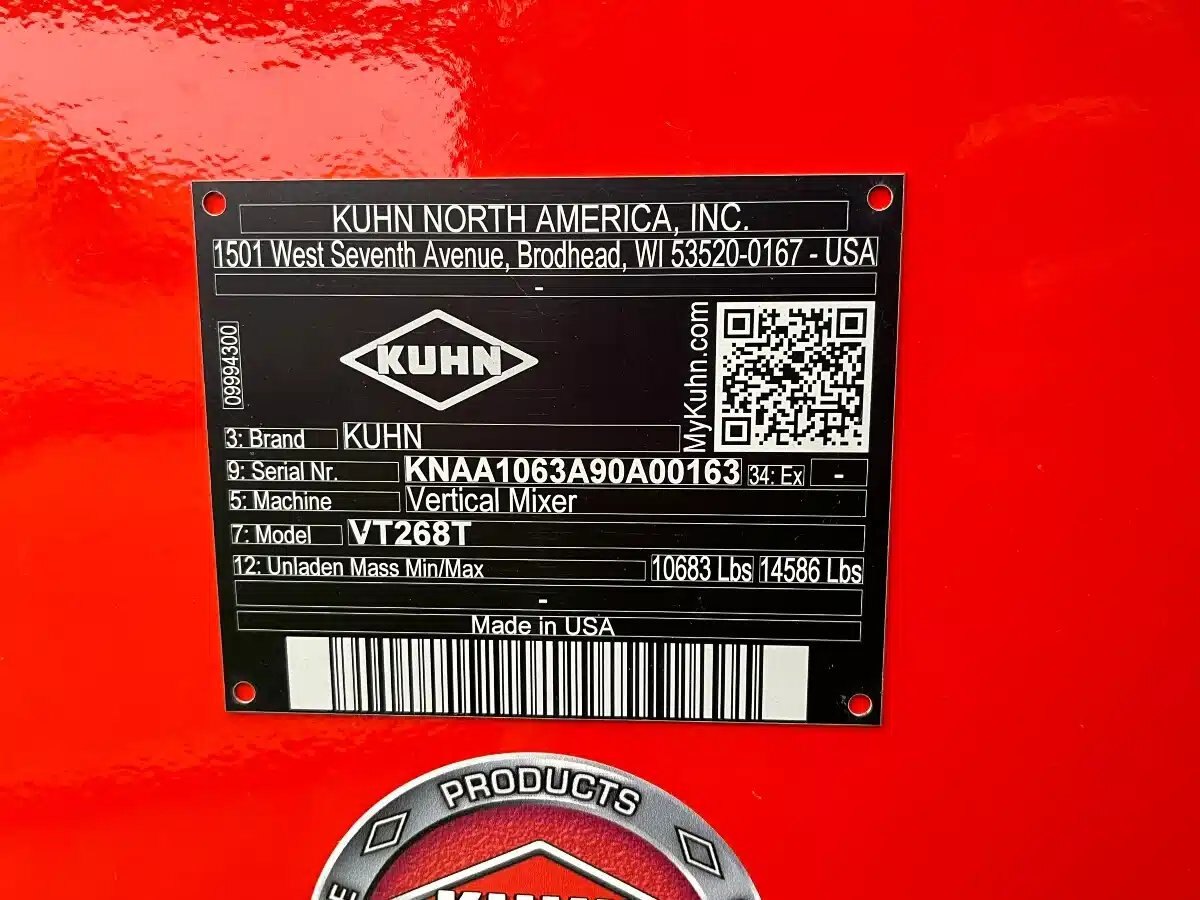 KUHN NORTH AMERICA, INC.
1501 West Seventh Avenue, Brodhead, WI 53520-0167 - USA
-
09994300
KUHN
MyKuhn.com
3: Brand KUHN
9: Serial Nr. KNAA1063A90A00163 34: Ex -
5: Machine Vertical Mixer
7: Model VT268T
12: Unladen Mass Min/Max 10683 Lbs 14586 Lbs
-
Made in USA
PRODUCTS
KUHN